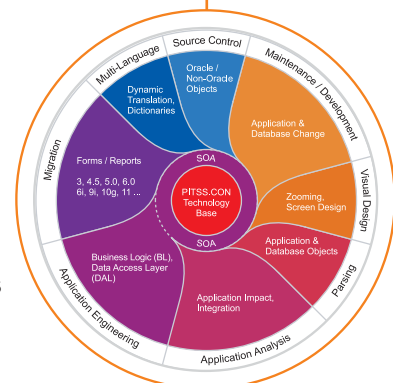 Source Control
Oracle /
Non-Oracle
Objects
Maintenance / Development
Application &
Database Change
Visual Design
Zooming,
Screen Design
Parsing
Application &
Database Objects
Application Analysis
Application Impact,
Integration
Application Engineering
Business Logic (BL),
Data Access Layer
(DAL)
Migration
Forms / Reports
3, 4.5, 5.0, 6.0
6i, 9i, 10g, 11 ...
Multi-Language
Dynamic
Translation,
Dictionaries
SOA
PITSS.CON
Technology
Base
SOA